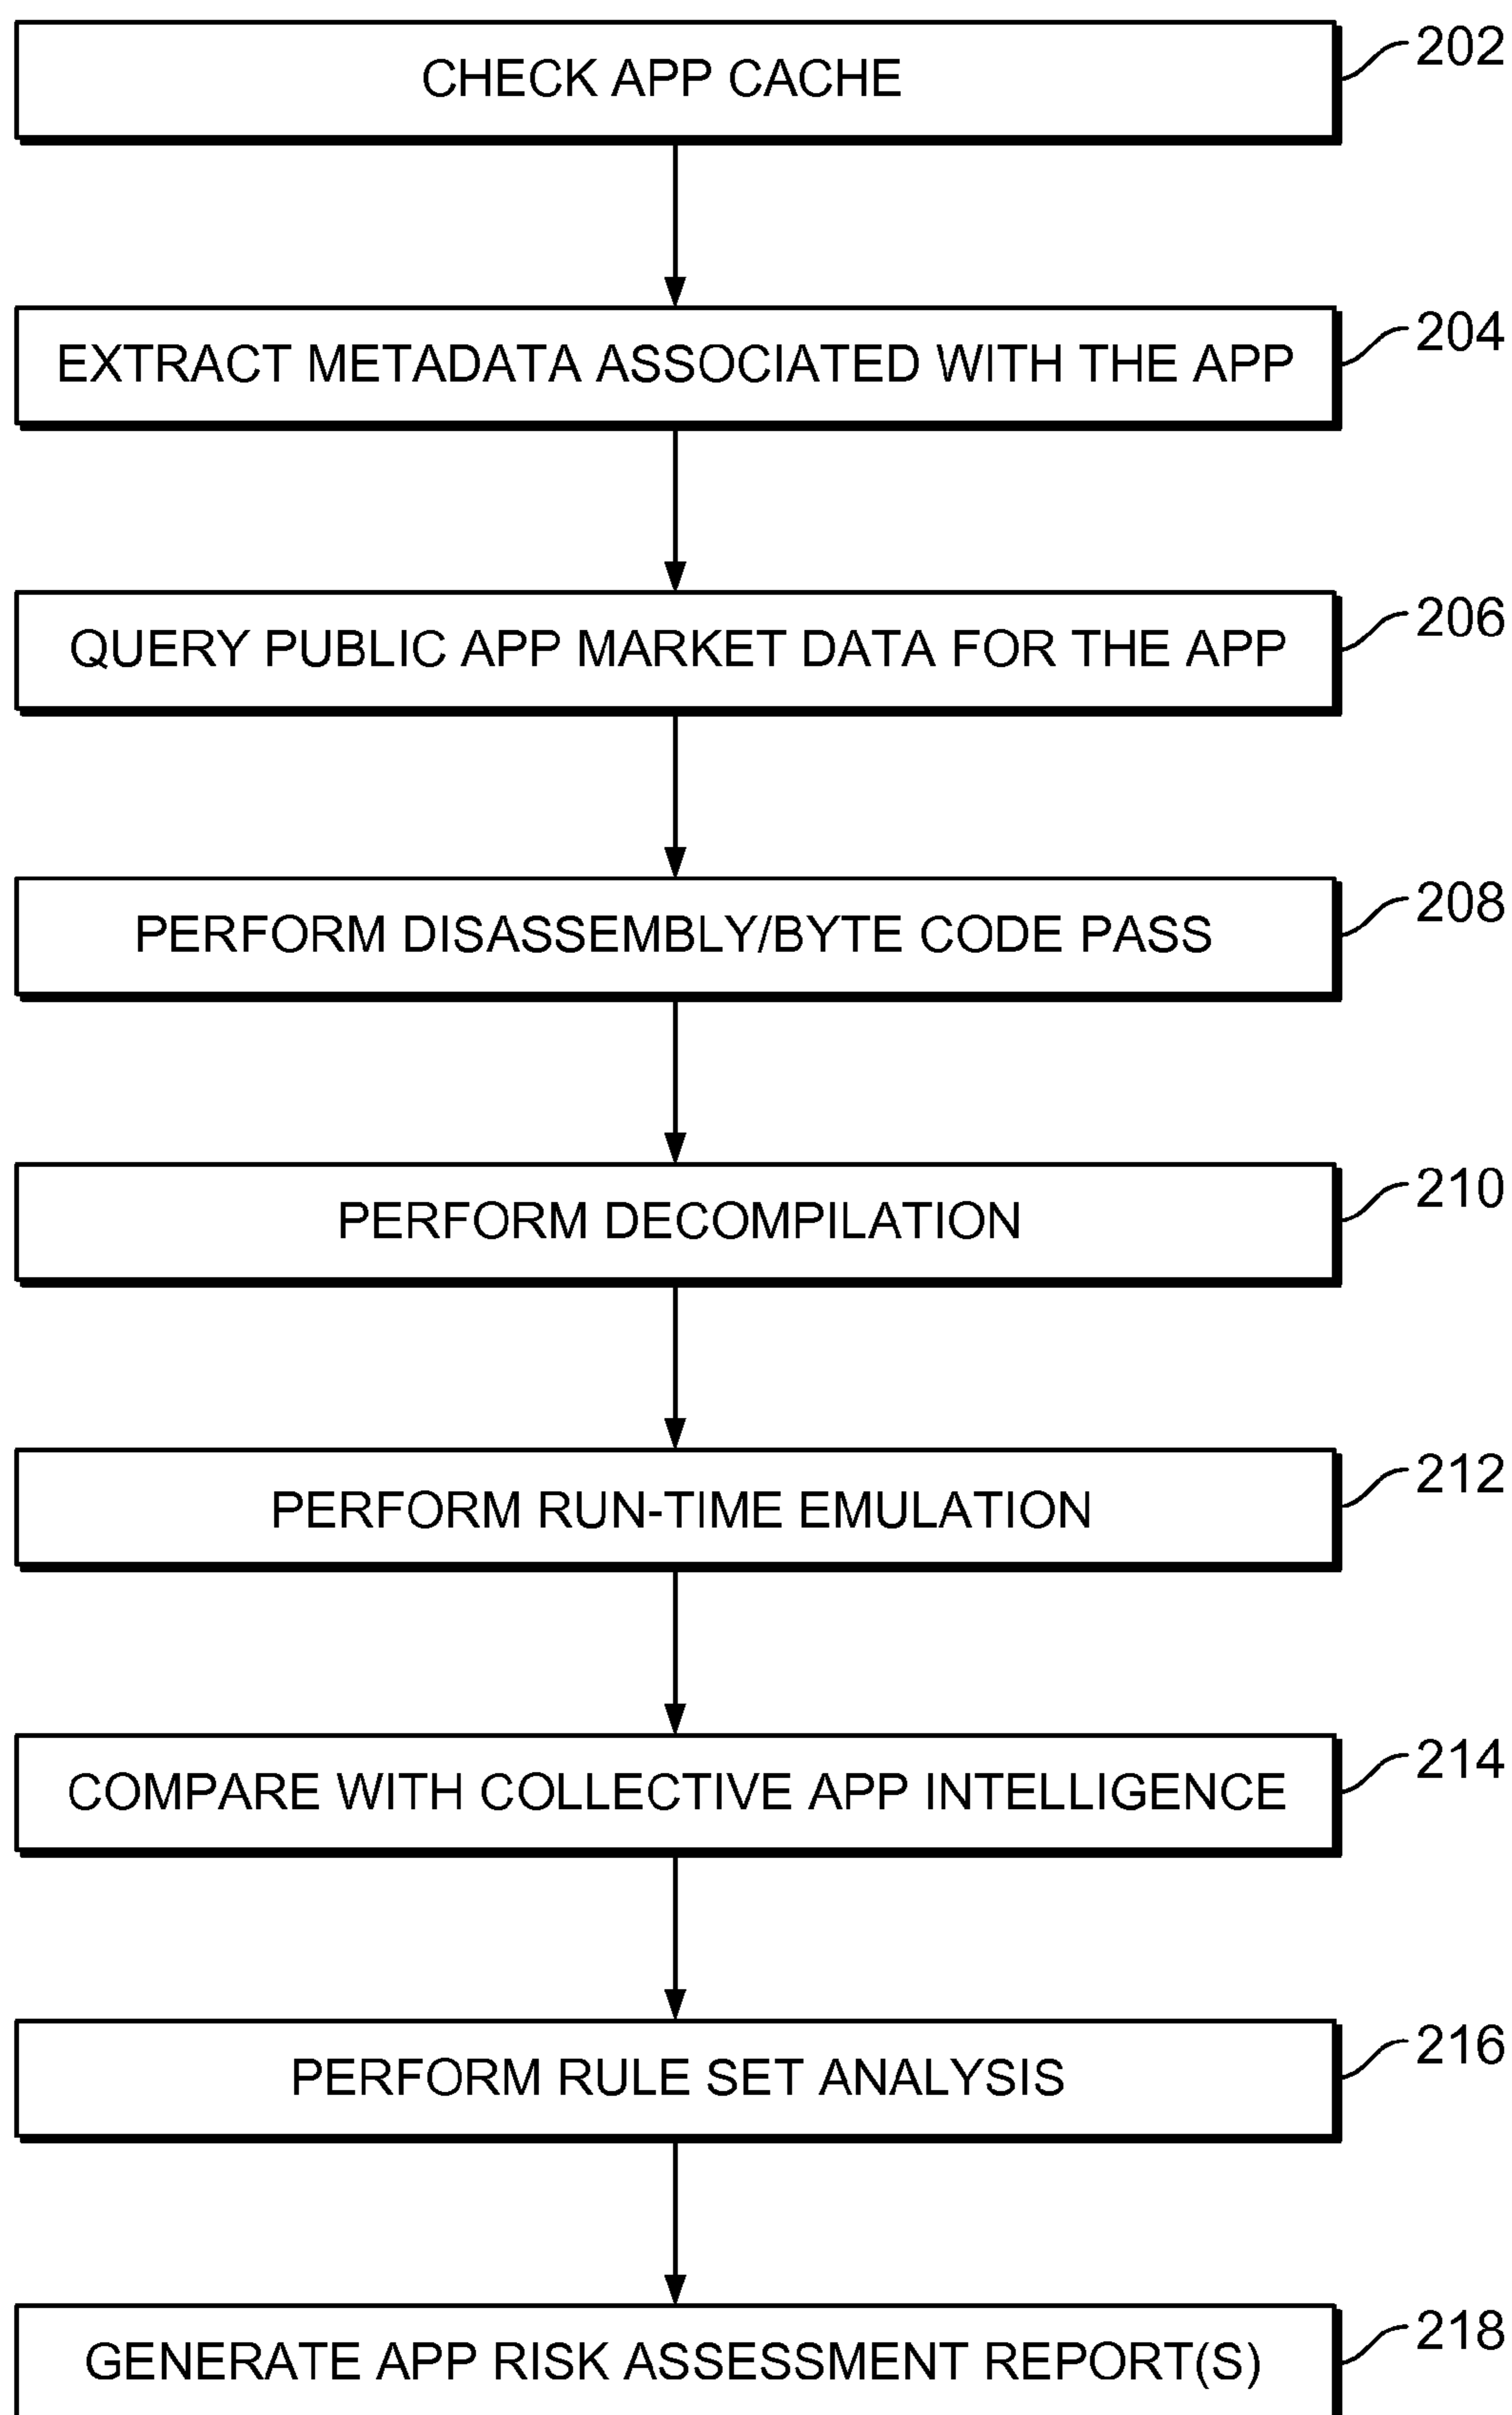 CHECK APP CACHE
202
EXTRACT METADATA ASSOCIATED WITH THE APP
204
QUERY PUBLIC APP MARKET DATA FOR THE APP
206
PERFORM DISASSEMBLY/BYTE CODE PASS
208
PERFORM DECOMPILATION
210
PERFORM RUN-TIME EMULATION
212
COMPARE WITH COLLECTIVE APP INTELLIGENCE
214
PERFORM RULE SET ANALYSIS
216
GENERATE APP RISK ASSESSMENT REPORT(S)
218